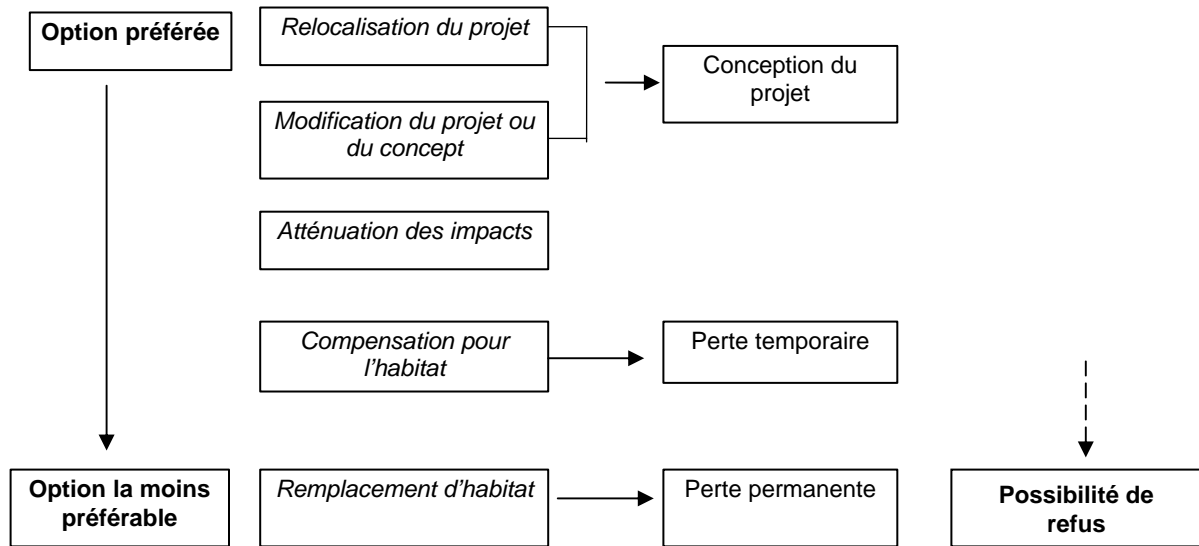 Option préférée
Relocalisation du projet
Conception du
projet
Modification du projet ou
du concept
Atténuation des impacts
Compensation pour
l'habitat
Perte temporaire
Option la moins
préférable
Remplacement d'habitat
Perte permanente
Possibilité de
refus